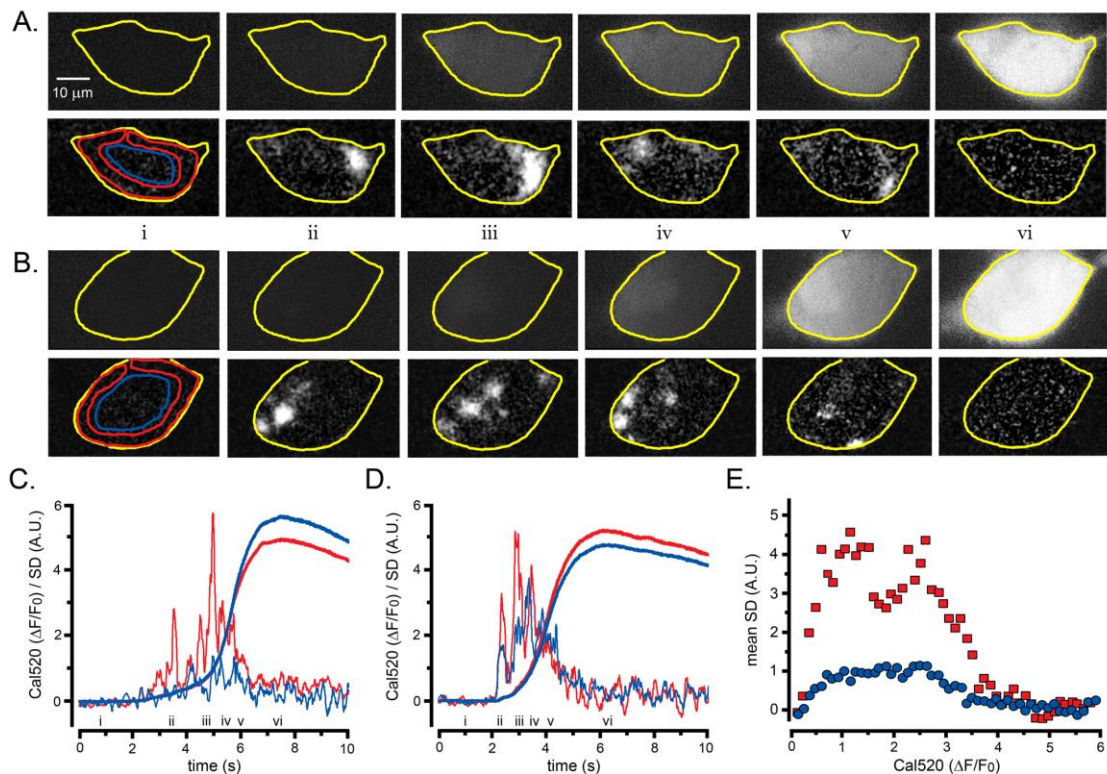 A.
10 μm
i ii iii iv v vi
B.
C.
D.
E.
Cal520 (ΔF/F₀) / SD (A.U.)
6
4
2
0
i ii iii iv v vi
0 2 4 6 8 10
time (s)
Cal520 (ΔF/F₀) / SD (A.U.)
6
4
2
0
i ii iii iv v vi
0 2 4 6 8 10
time (s)
mean SD (A.U.)
5
4
3
2
1
0
0 1 2 3 4 5 6
Cal520 (ΔF/F₀)